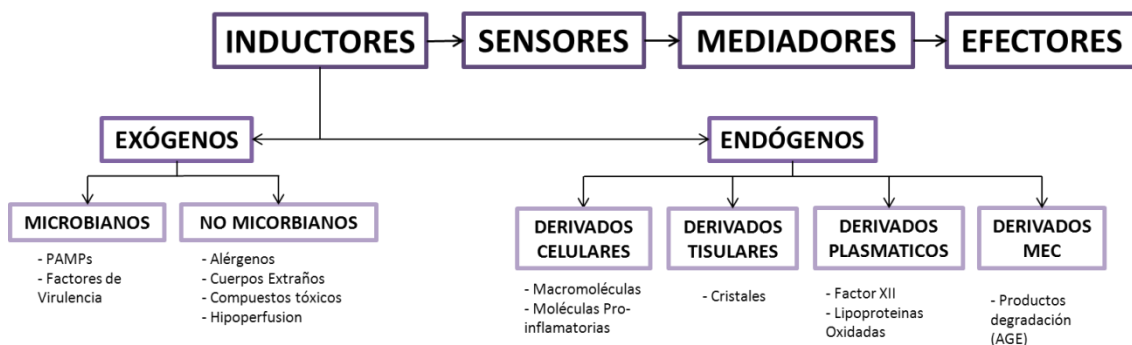 INDUCTORES
SENSORES
MEDIADORES
EFECTORES
EXÓGENOS
ENDÓGENOS
MICROBIANOS
- PAMPs
- Factores de
Virulencia
NO MICORBIANOS
- Alérgenos
- Cuerpos Extraños
- Compuestos tóxicos
- Hipoperfusion
DERIVADOS
CELULARES
- Macromoléculas
- Moléculas Pro-
inflamatorias
DERIVADOS
TISULARES
- Cristales
DERIVADOS
PLASMATICOS
- Factor XII
- Lipoproteinas
Oxidadas
DERIVADOS
MEC
- Productos
degradación
(AGE)